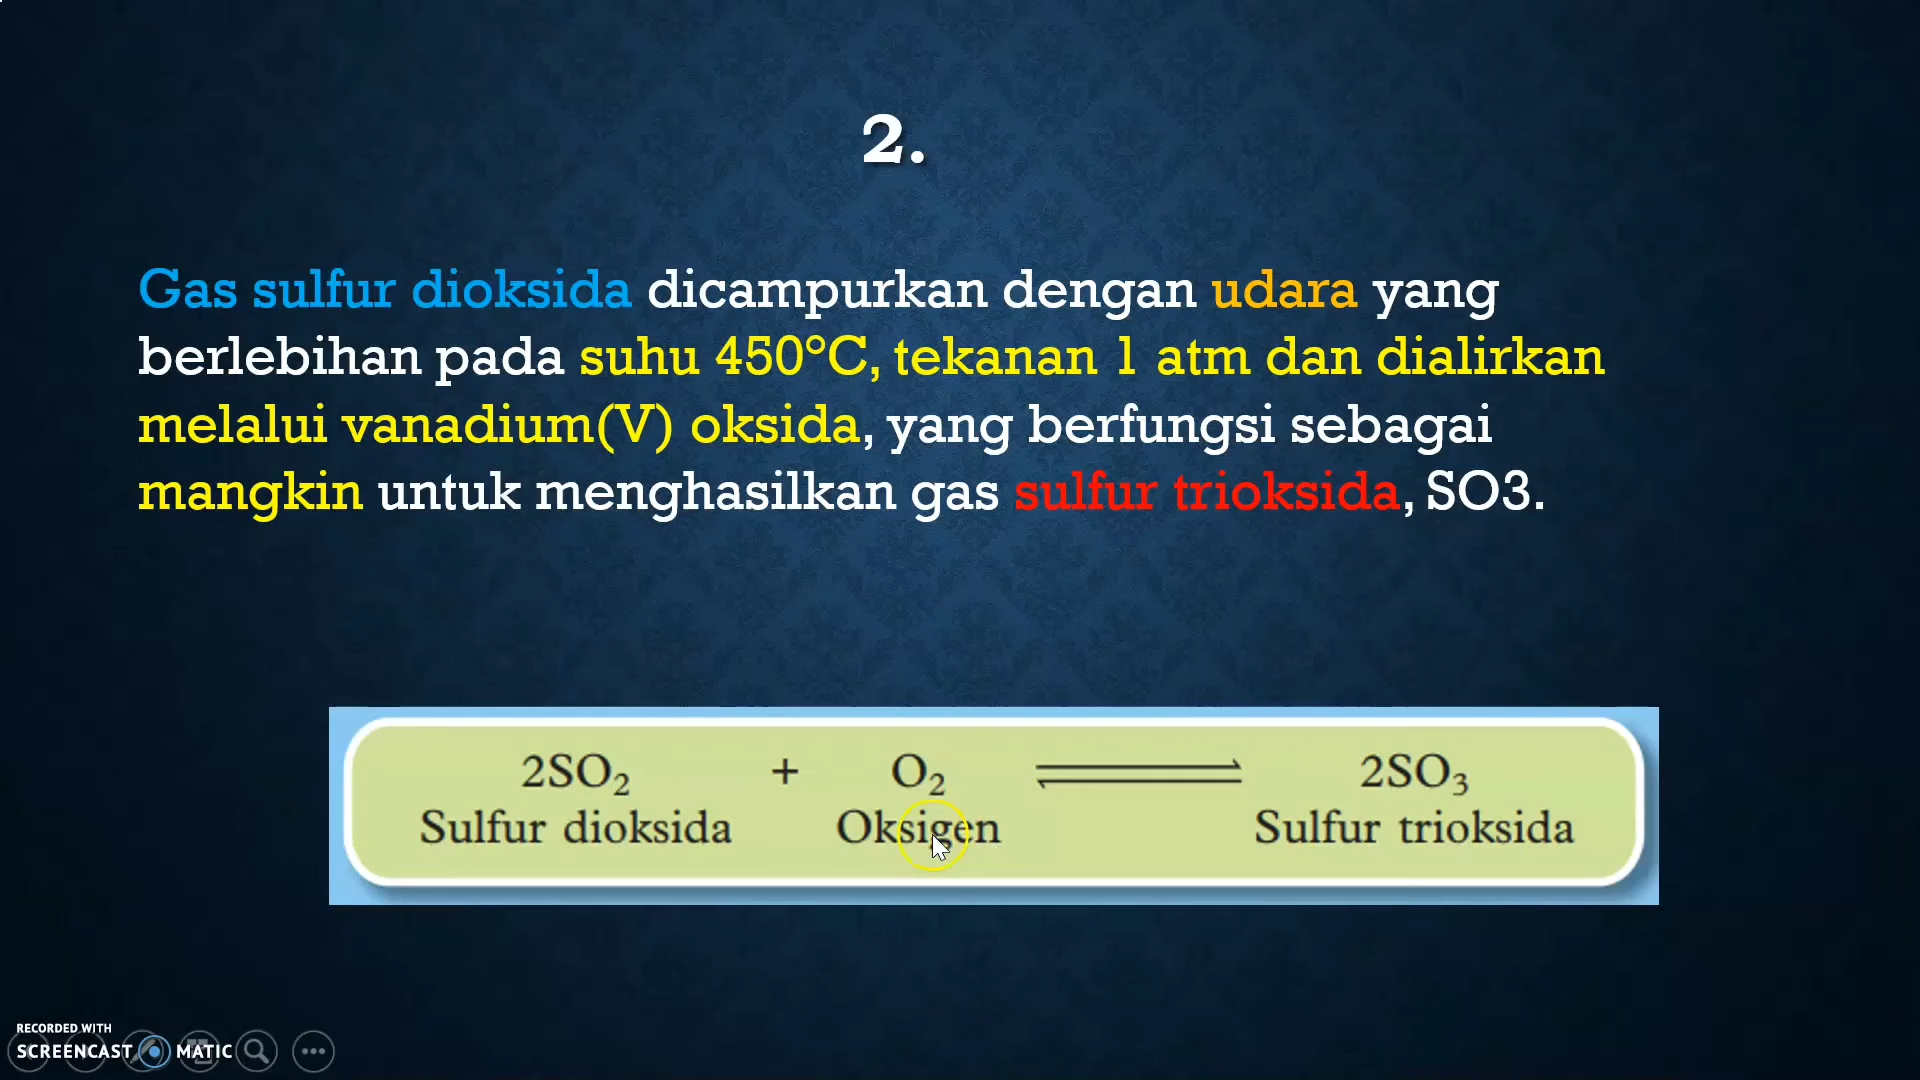 2.
Gas sulfur dioksida dicampurkan dengan udara yang
berlebihan pada suhu 450°C, tekanan 1 atm dan dialirkan
melalui vanadium(V) oksida, yang berfungsi sebagai
mangkin untuk menghasilkan gas sulfur trioksida, SO3.
2SO₂ + O₂ ⇌ 2SO₃
Sulfur dioksida Oksigen Sulfur trioksida
RECORDED WITH
SCREENCAST MATIC